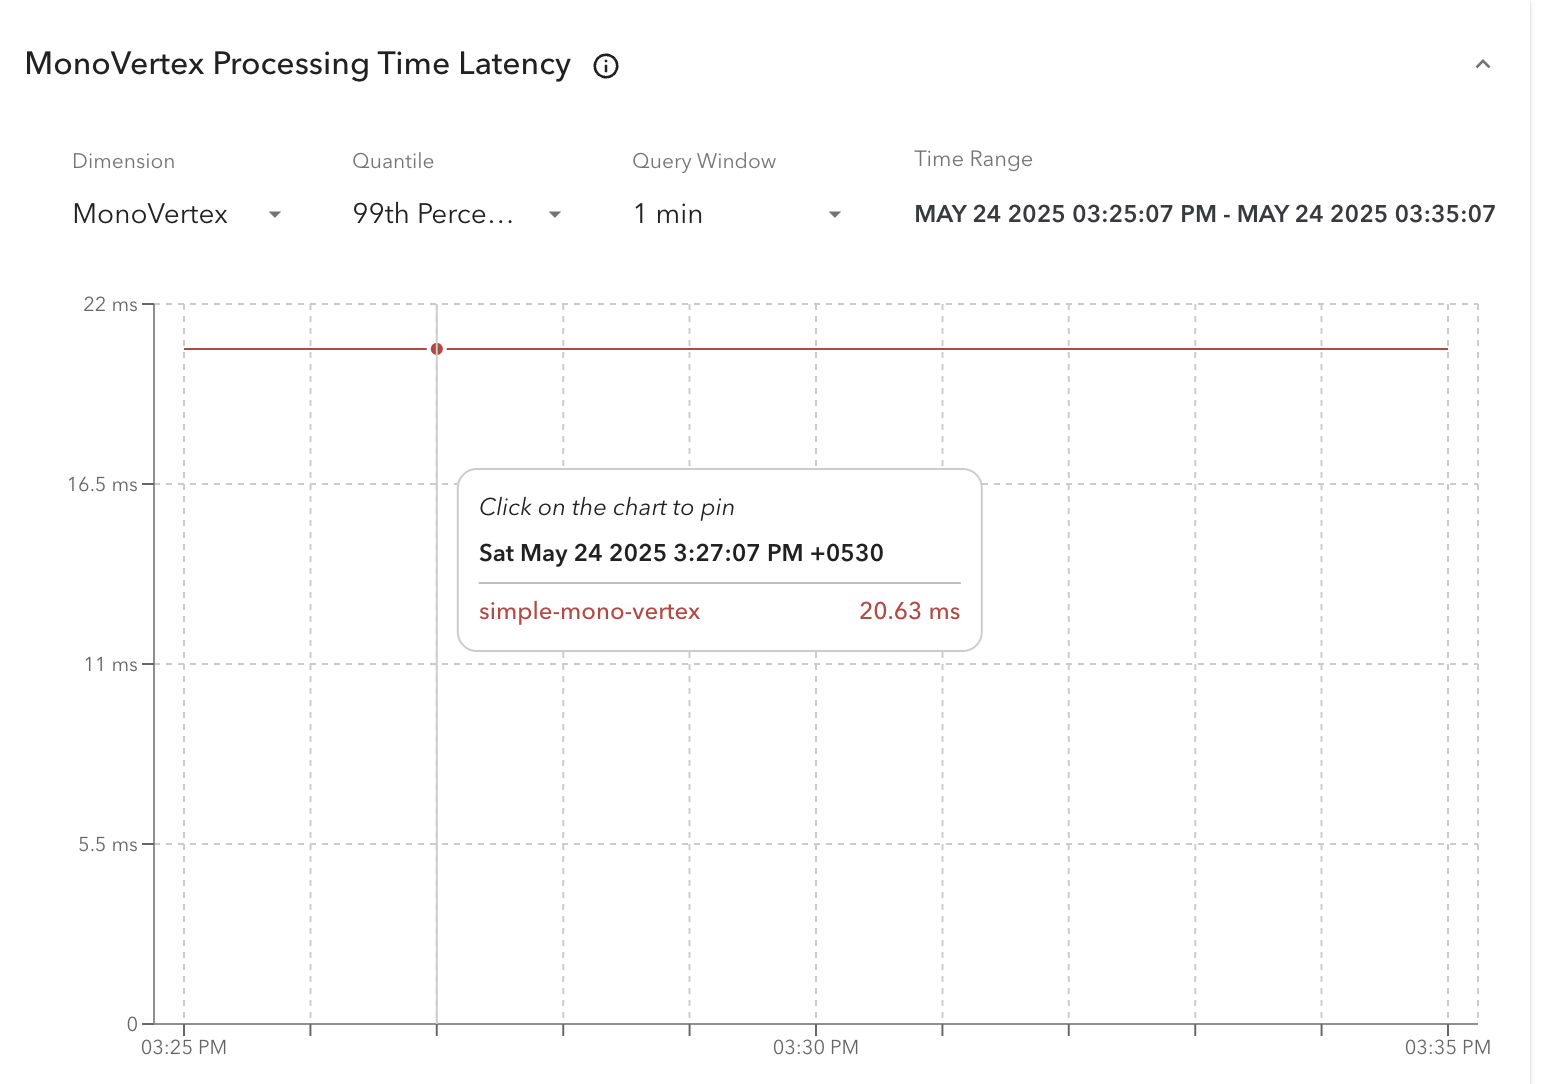 MonoVertex Processing Time Latency
Dimension Quantile Query Window Time Range
MonoVertex 99th Perce... 1 min MAY 24 2025 03:25:07 PM - MAY 24 2025 03:35:07
22 ms
16.5 ms
Click on the chart to pin
Sat May 24 2025 3:27:07 PM +0530
simple-mono-vertex 20.63 ms
11 ms
5.5 ms
0
03:25 PM 03:30 PM 03:35 PM